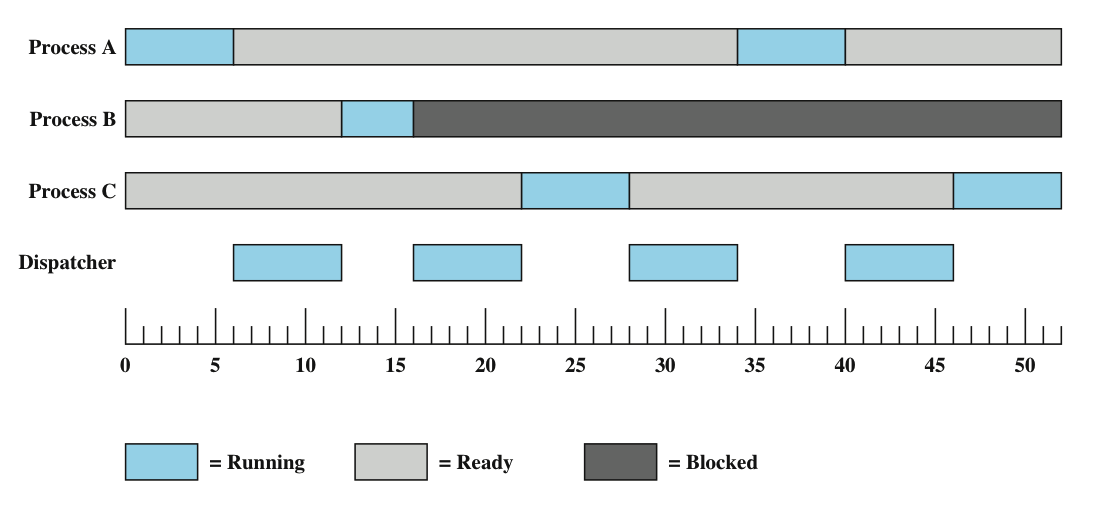 Process A
Process B
Process C
Dispatcher
0 5 10 15 20 25 30 35 40 45 50
= Running = Ready = Blocked